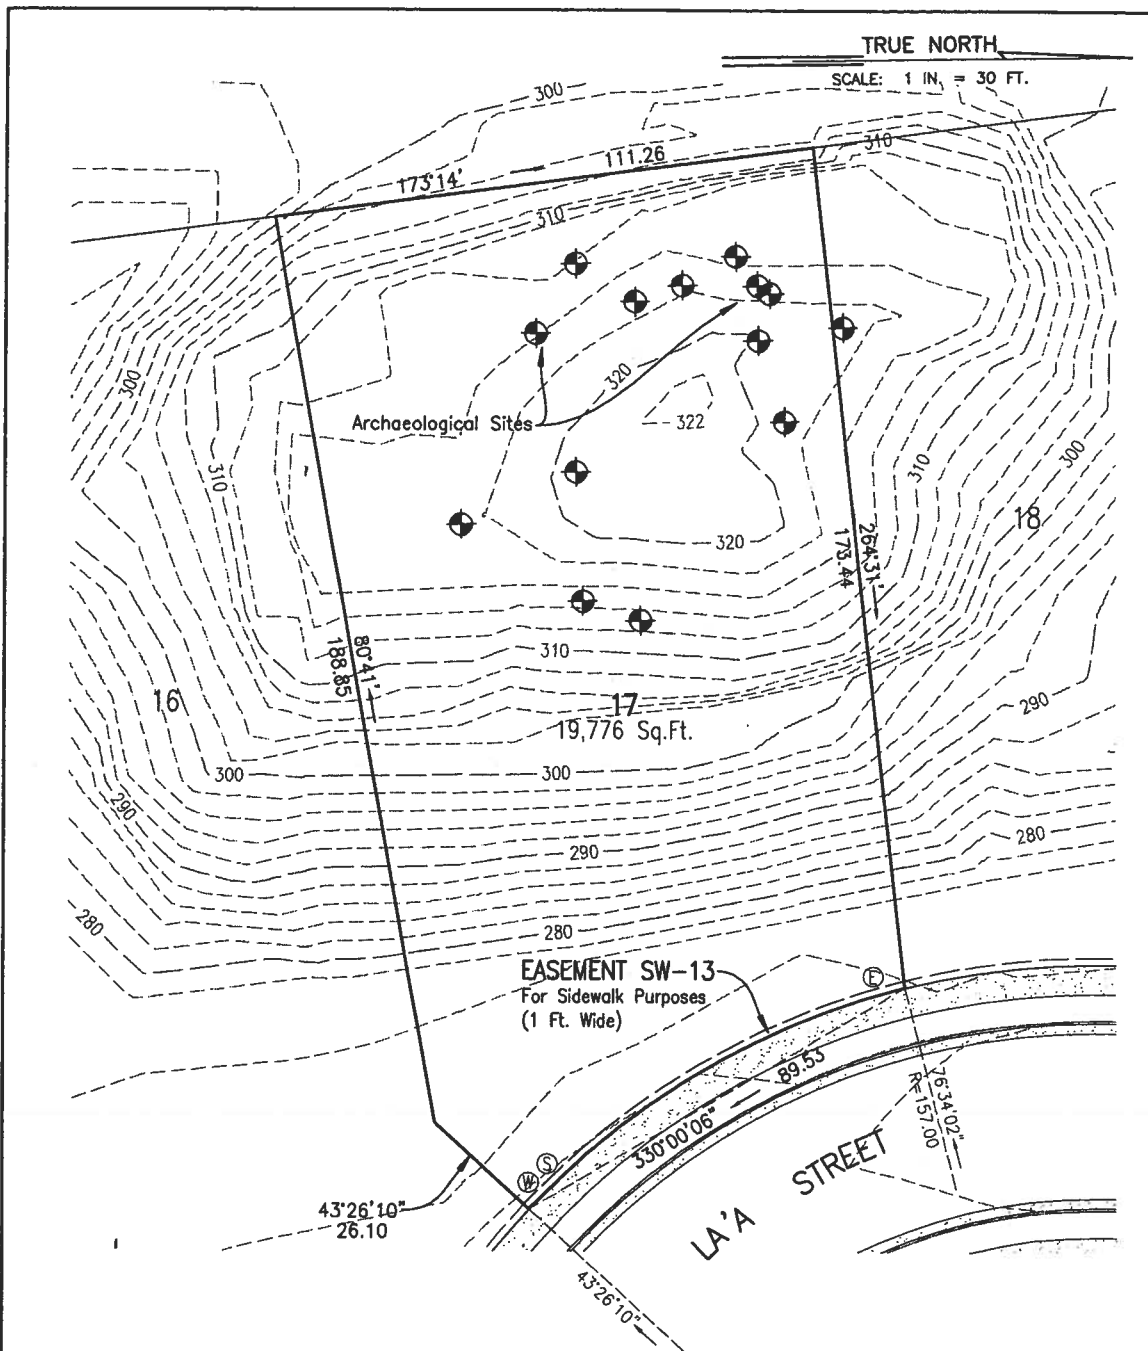 TRUE NORTH
SCALE: 1 IN. = 30 FT.
300
310
173°14'
111.26
310
300
320
Archaeological Sites
322
310
310
300
18
320
264°31'
173.44
310
80°41'
188.85
16
17
19,776 Sq.Ft.
290
300
300
290
290
280
280
280
EASEMENT SW-13
For Sidewalk Purposes
(1 Ft. Wide)
E
89.53
330°00'06"
76°34'02"
R=157.00
S
W
43°26'10"
26.10
LA'A STREET
43°26'10"